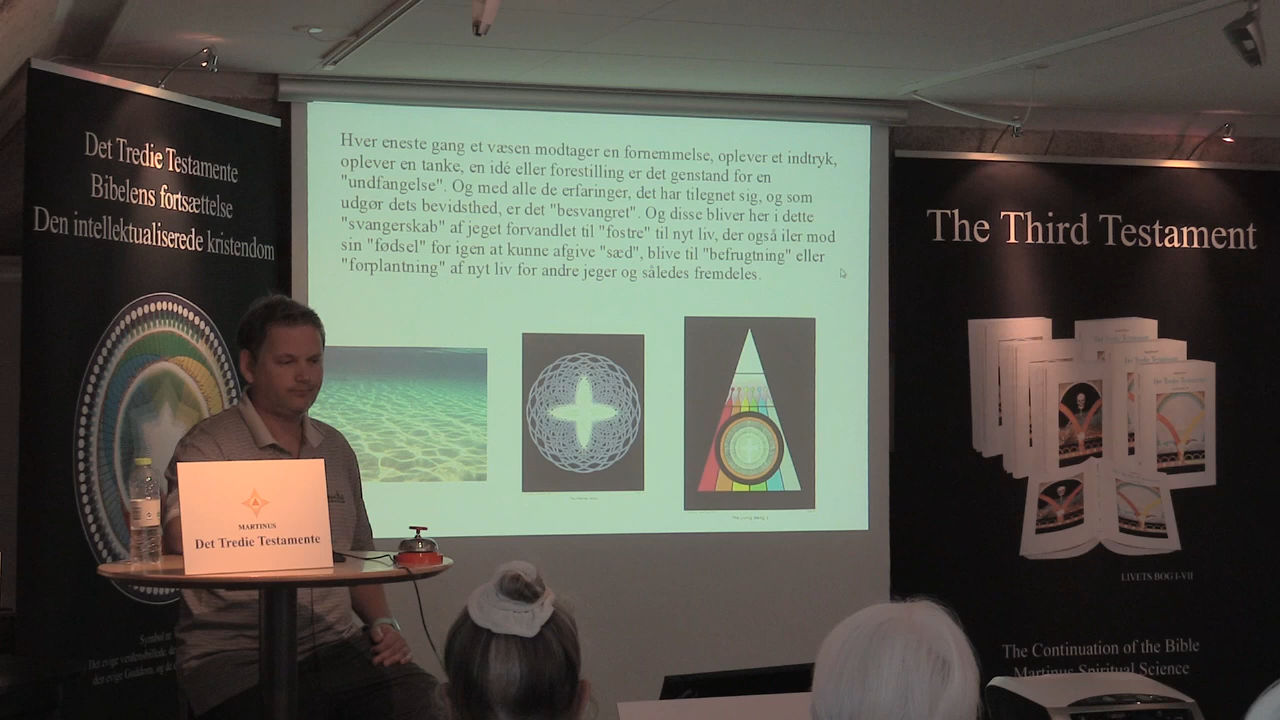 Det Tredie Testamente
Bibelens fortsættelse
Den intellektualiserede kristendom
Symbol nr.
Hver eneste gang et væsen modtager en fornemmelse, oplever et indtryk,
oplever en tanke, en idé eller forestilling er det genstand for en
"undfangelse". Og med alle de erfaringer, det har tilegnet sig, og som
udgør dets bevidsthed, er det "besvangret". Og disse bliver her i dette
"svangerskab" af jeget forvandlet til "fostre" til nyt liv, der også iler mod
sin "fødsel" for igen at kunne afgive "sæd", blive til "befrugtning" eller
"forplantning" af nyt liv for andre jeger og således fremdeles.
MARTINUS
Det Tredie Testamente
The Third Testament
Det Tredie Testamente
LIVETS BOG I-VII
The Continuation of the Bible
Martinus Spiritual Science